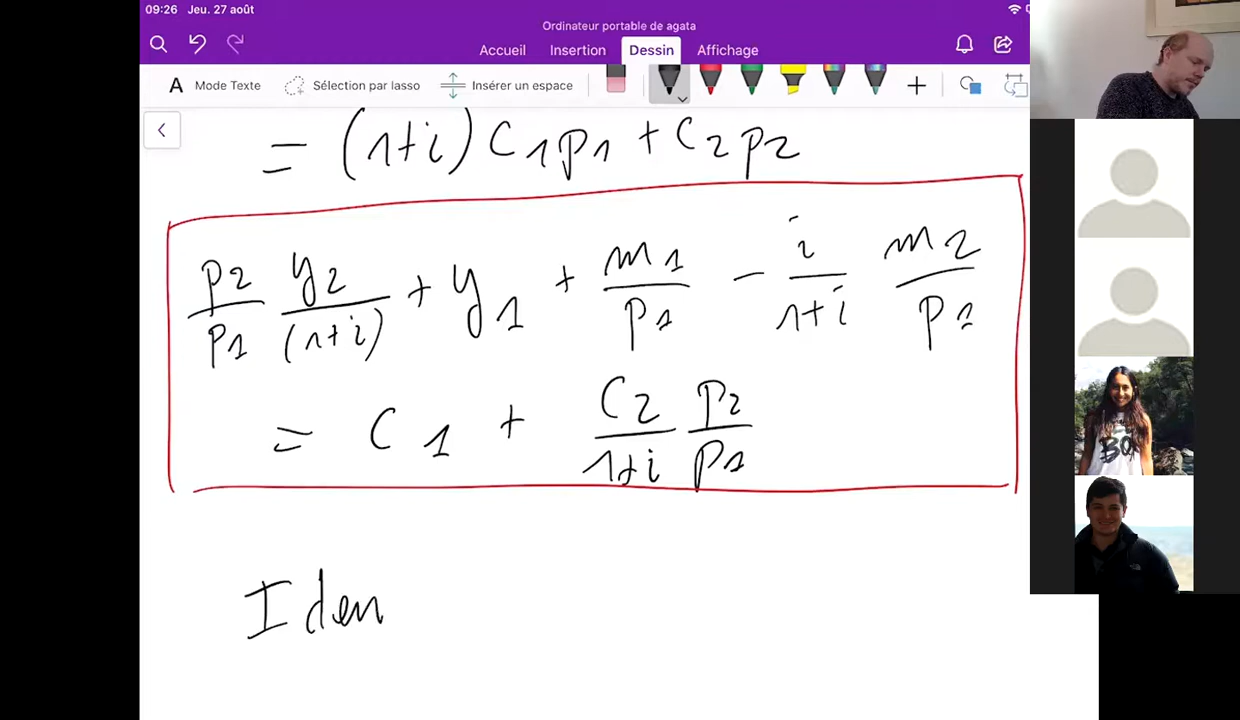 09:26 Jeu. 27 août
Ordinateur portable de agata
Accueil Insertion Dessin Affichage
A Mode Texte Sélection par lasso Insérer un espace +
= (1+i) C1p1 + C2p2
p2/p1 y2/(1+i) + y1 + m1/p1 - i/1+i m2/p1
= C1 + C2/1+i p2/p1
Iden